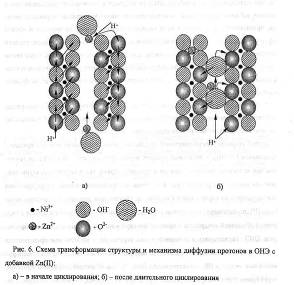 H⁺
H⁺
H⁺
H⁺
а)
б)
- Ni³⁺ - OH⁻ - H₂O
- Zn²⁺ - O²⁻
Рис. 6. Схема трансформации структуры и механизма диффузии протонов в ОНЭ с
добавкой Zn(II):
а) – в начале циклирования; б) – после длительного циклирования